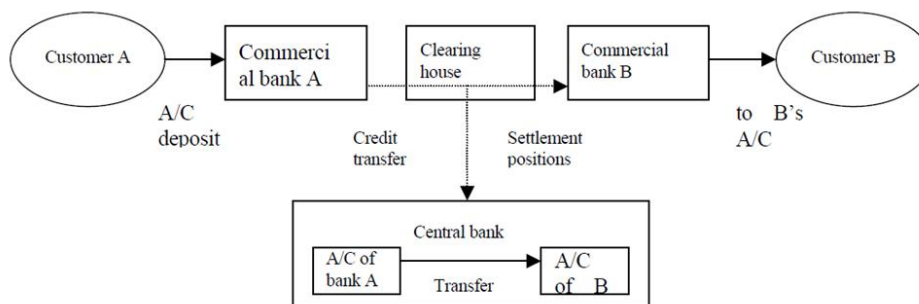 Customer A
Commerci
al bank A
Clearing
house
Commercial
bank B
Customer B
A/C
deposit
Credit
transfer
Settlement
positions
to B's
A/C
Central bank
A/C of
bank A
Transfer
A/C
of B